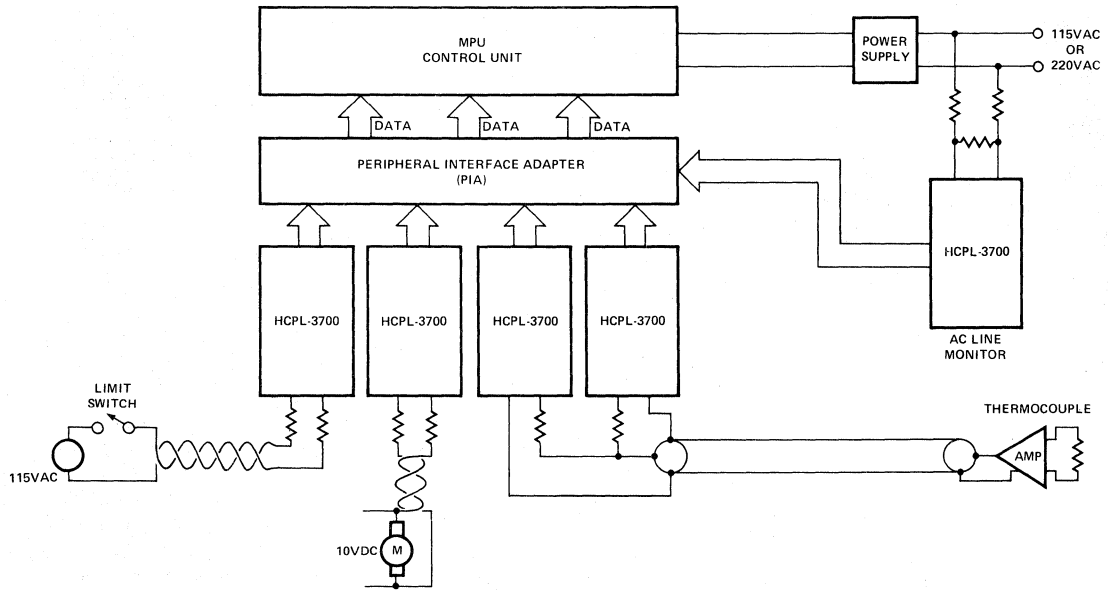 MPU
CONTROL UNIT
POWER
SUPPLY
115VAC
OR
220VAC
DATA
DATA
DATA
PERIPHERAL INTERFACE ADAPTER
(PIA)
HCPL-3700
HCPL-3700
HCPL-3700
HCPL-3700
HCPL-3700
AC LINE
MONITOR
LIMIT
SWITCH
115VAC
THERMOCOUPLE
AMP
10VDC
M